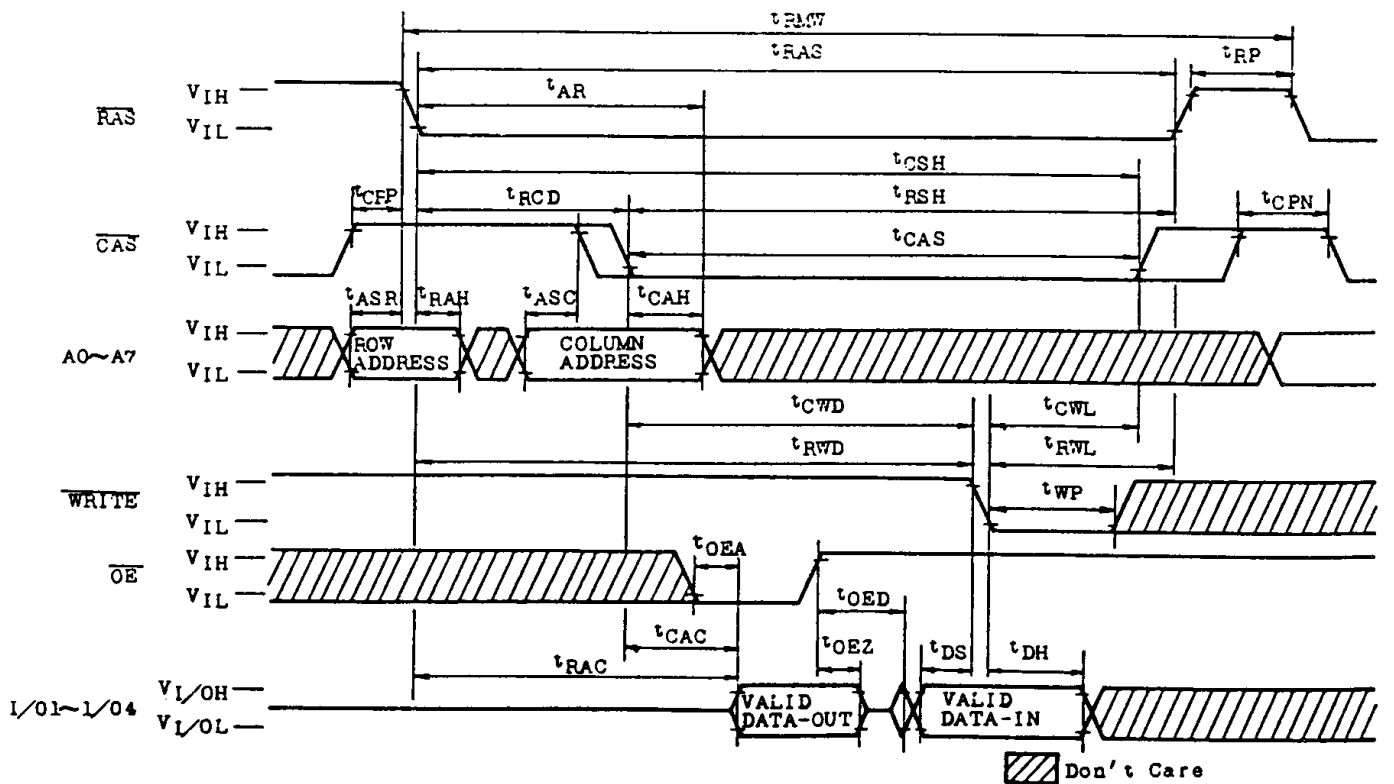 tRMW
tRAS
tRP
tAR
RAS
VIH
VIL
tCSH
tCRP
tRCD
tRSH
tCPN
CAS
VIH
VIL
tCAS
tASR
tRAH
tASC
tCAH
A0~A7
VIH
VIL
ROW
ADDRESS
COLUMN
ADDRESS
tCWD
tCWL
tRWD
tRWL
WRITE
VIH
VIL
tWP
OE
VIH
VIL
tOEA
tOED
tCAC
tOEZ
tDS
tDH
tRAC
I/O1~I/O4
VI/OH
VI/OL
VALID
DATA-OUT
VALID
DATA-IN
Don't Care